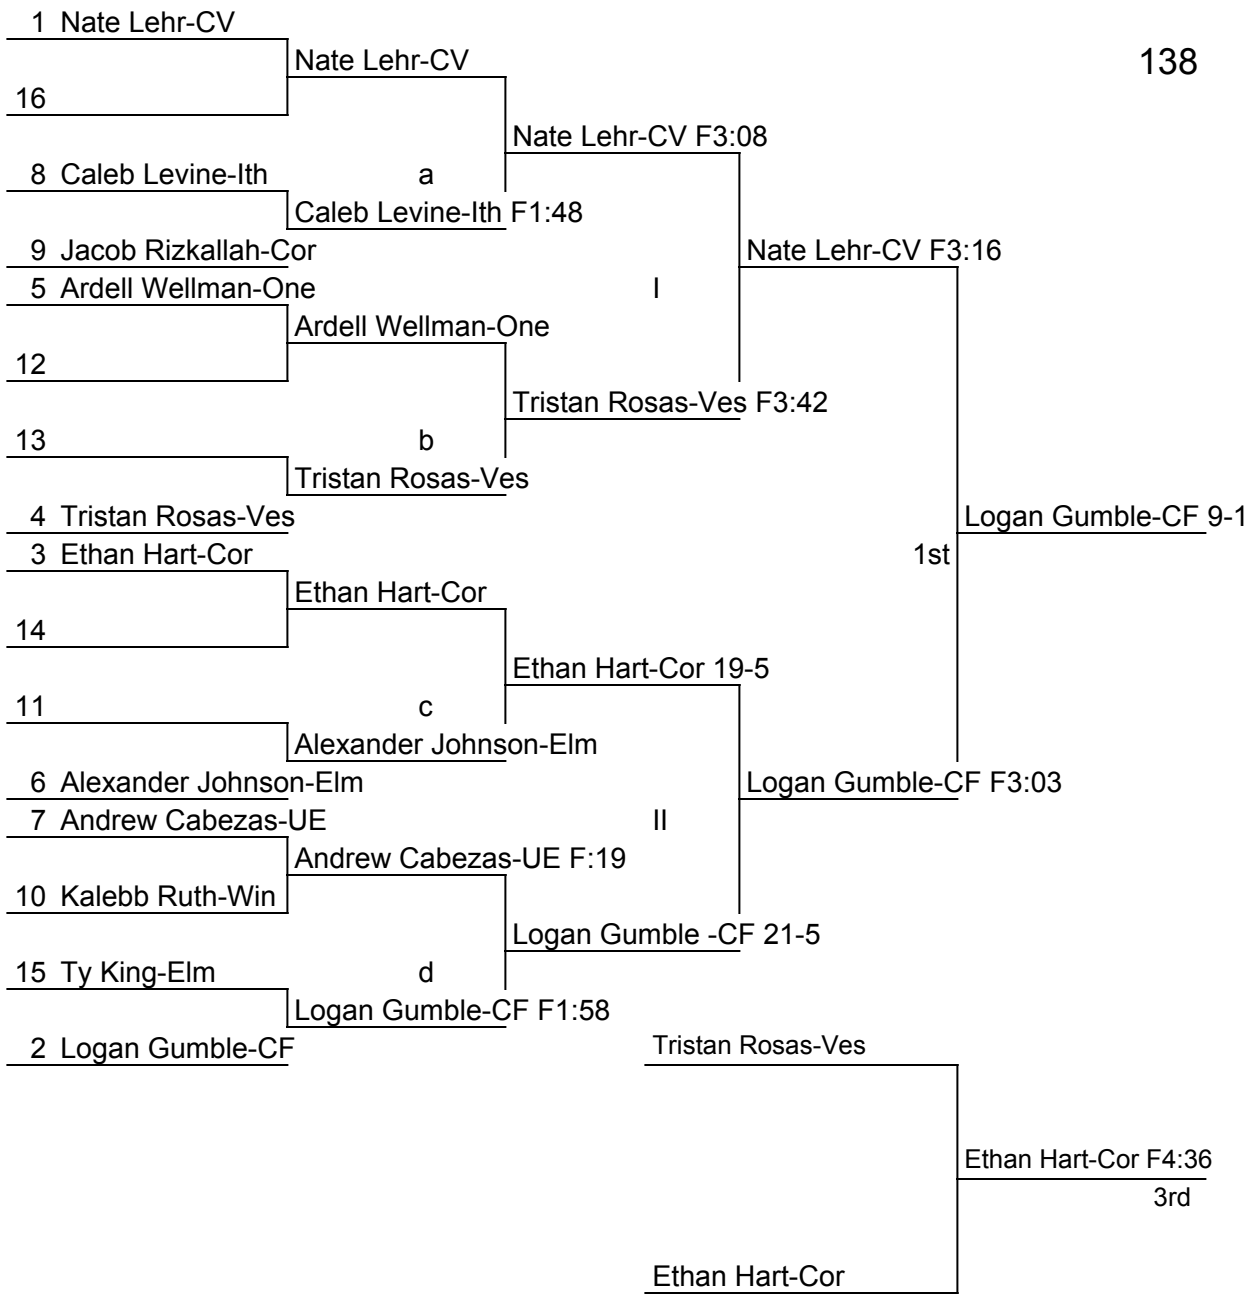 1 Nate Lehr-CV
Nate Lehr-CV
138
16
Nate Lehr-CV F3:08
8 Caleb Levine-Ith
a
Caleb Levine-Ith F1:48
9 Jacob Rizkallah-Cor
Nate Lehr-CV F3:16
5 Ardell Wellman-One
I
Ardell Wellman-One
12
Tristan Rosas-Ves F3:42
13
b
Tristan Rosas-Ves
4 Tristan Rosas-Ves
Logan Gumble-CF 9-1
3 Ethan Hart-Cor
1st
Ethan Hart-Cor
14
Ethan Hart-Cor 19-5
11
c
Alexander Johnson-Elm
6 Alexander Johnson-Elm
Logan Gumble-CF F3:03
7 Andrew Cabezas-UE
II
Andrew Cabezas-UE F:19
10 Kalebb Ruth-Win
Logan Gumble -CF 21-5
15 Ty King-Elm
d
Logan Gumble-CF F1:58
2 Logan Gumble-CF
Tristan Rosas-Ves
Ethan Hart-Cor F4:36
3rd
Ethan Hart-Cor